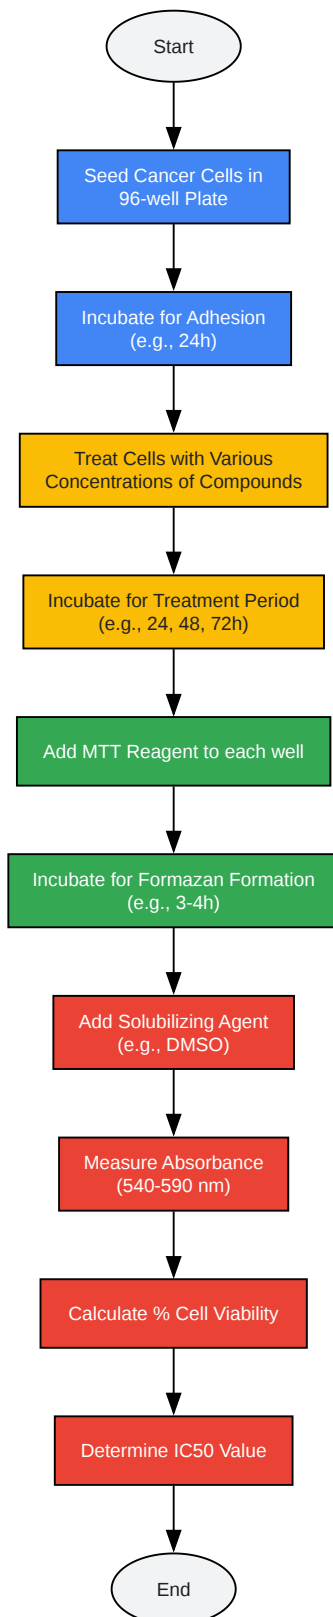 Start
Seed Cancer Cells in
96-well Plate
Incubate for Adhesion
(e.g., 24h)
Treat Cells with Various
Concentrations of Compounds
Incubate for Treatment Period
(e.g., 24, 48, 72h)
Add MTT Reagent to each well
Incubate for Formazan Formation
(e.g., 3-4h)
Add Solubilizing Agent
(e.g., DMSO)
Measure Absorbance
(540-590 nm)
Calculate % Cell Viability
Determine IC50 Value
End